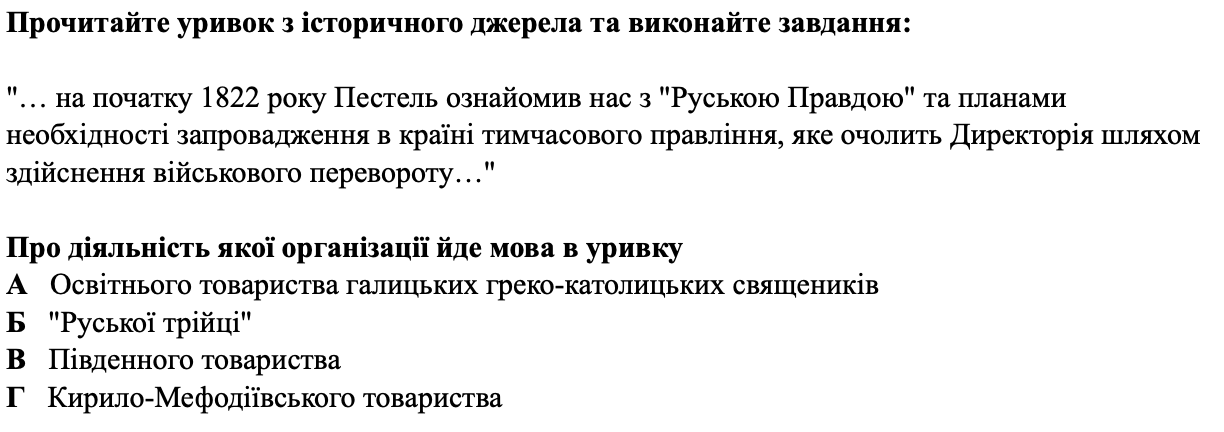 Прочитайте уривок з історичного джерела та виконайте завдання:
"… на початку 1822 року Пестель ознайомив нас з "Руською Правдою" та планами
необхідності запровадження в країні тимчасового правління, яке очолить Директорія шляхом
здійснення військового перевороту…"
Про діяльність якої організації йде мова в уривку
А Освітнього товариства галицьких греко-католицьких священиків
Б "Руської трійці"
В Південного товариства
Г Кирило-Мефодіївського товариства